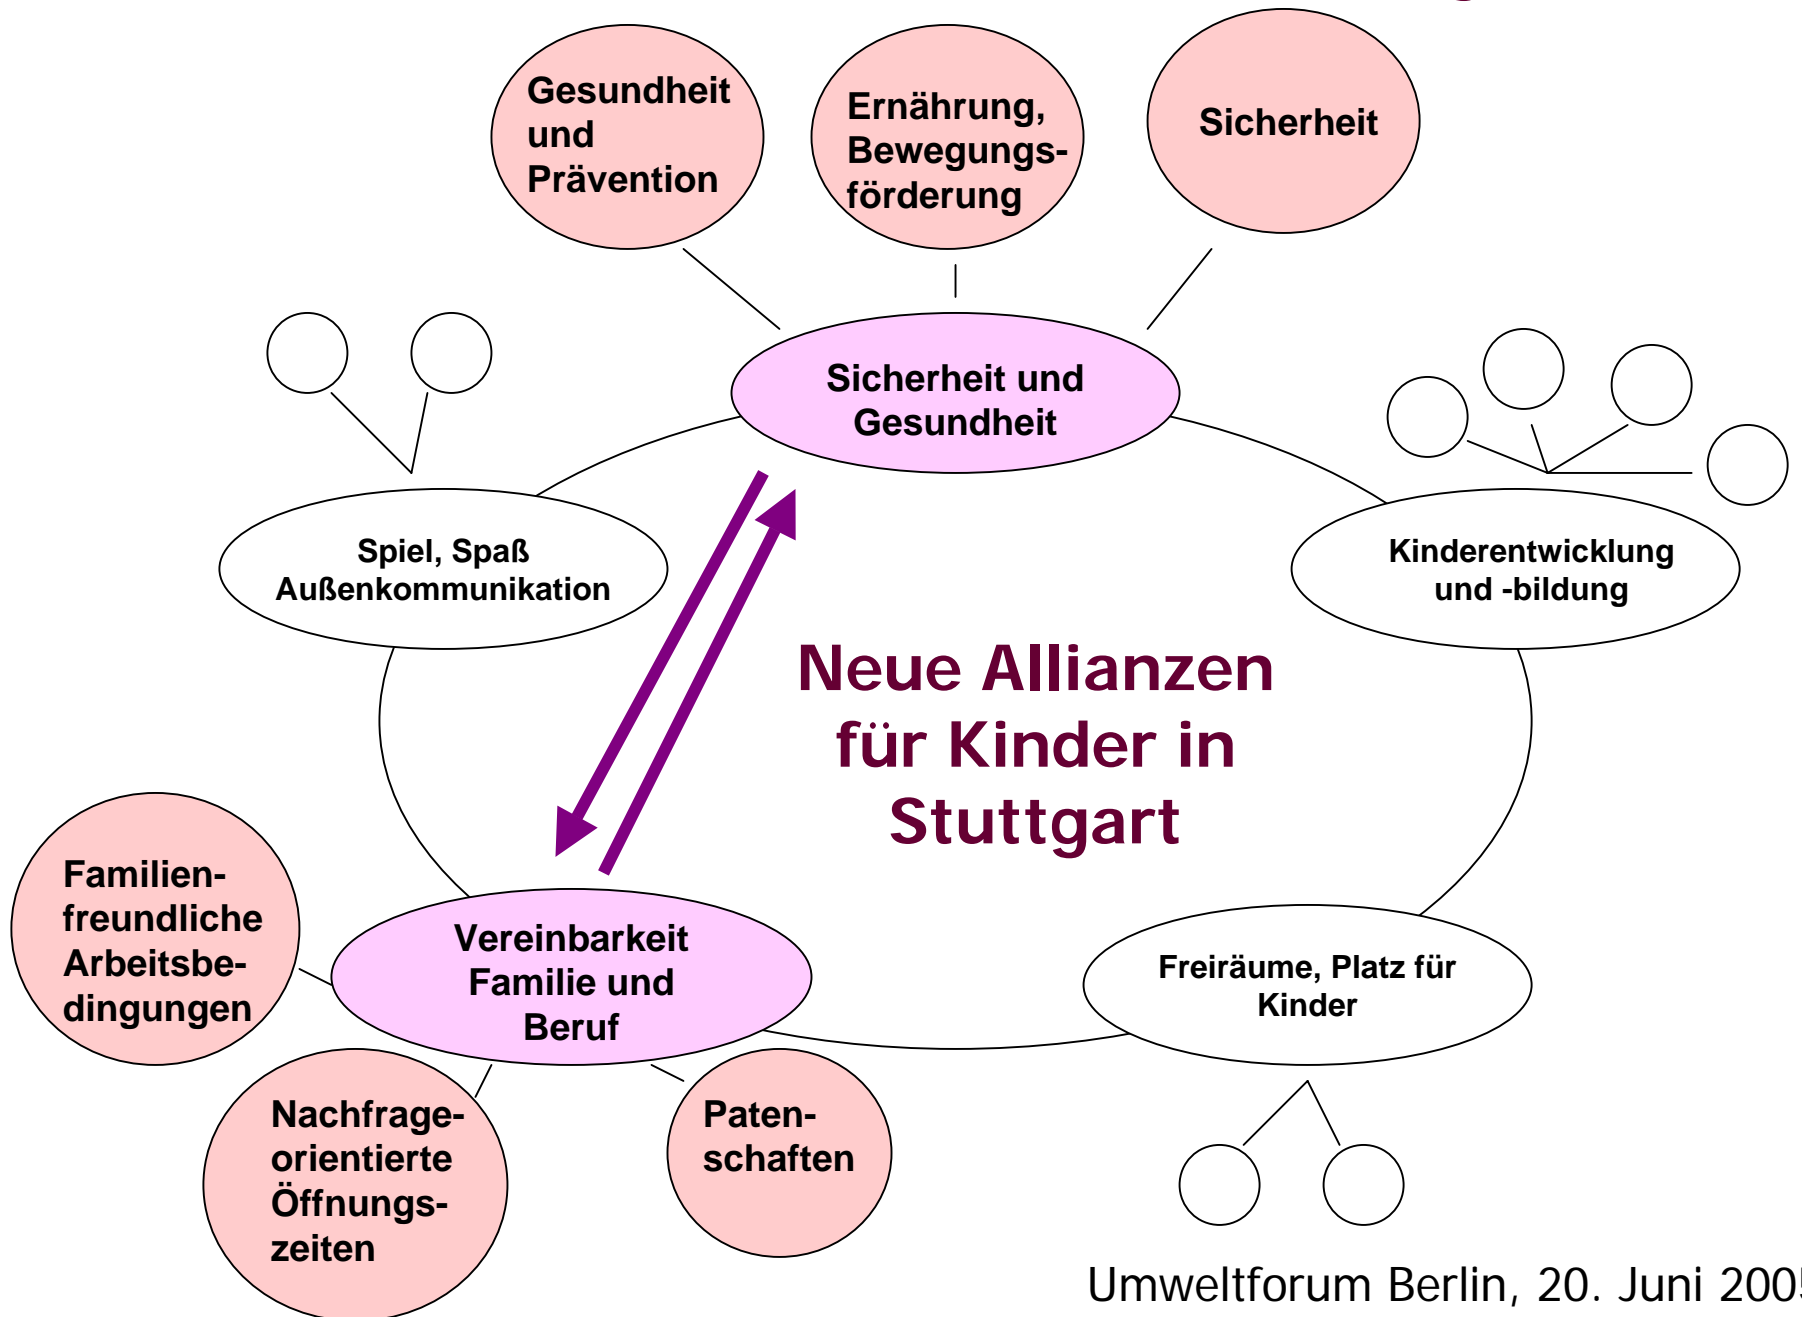 Gesundheit
und
Prävention
Ernährung,
Bewegungs-
förderung
Sicherheit
Sicherheit und
Gesundheit
Spiel, Spaß
Außenkommunikation
Kinderentwicklung
und -bildung
Neue Allianzen
für Kinder in
Stuttgart
Familien-
freundliche
Arbeitsbe-
dingungen
Vereinbarkeit
Familie und
Beruf
Freiräume, Platz für
Kinder
Nachfrage-
orientierte
Öffnungs-
zeiten
Paten-
schaften
Umweltforum Berlin, 20. Juni 2005